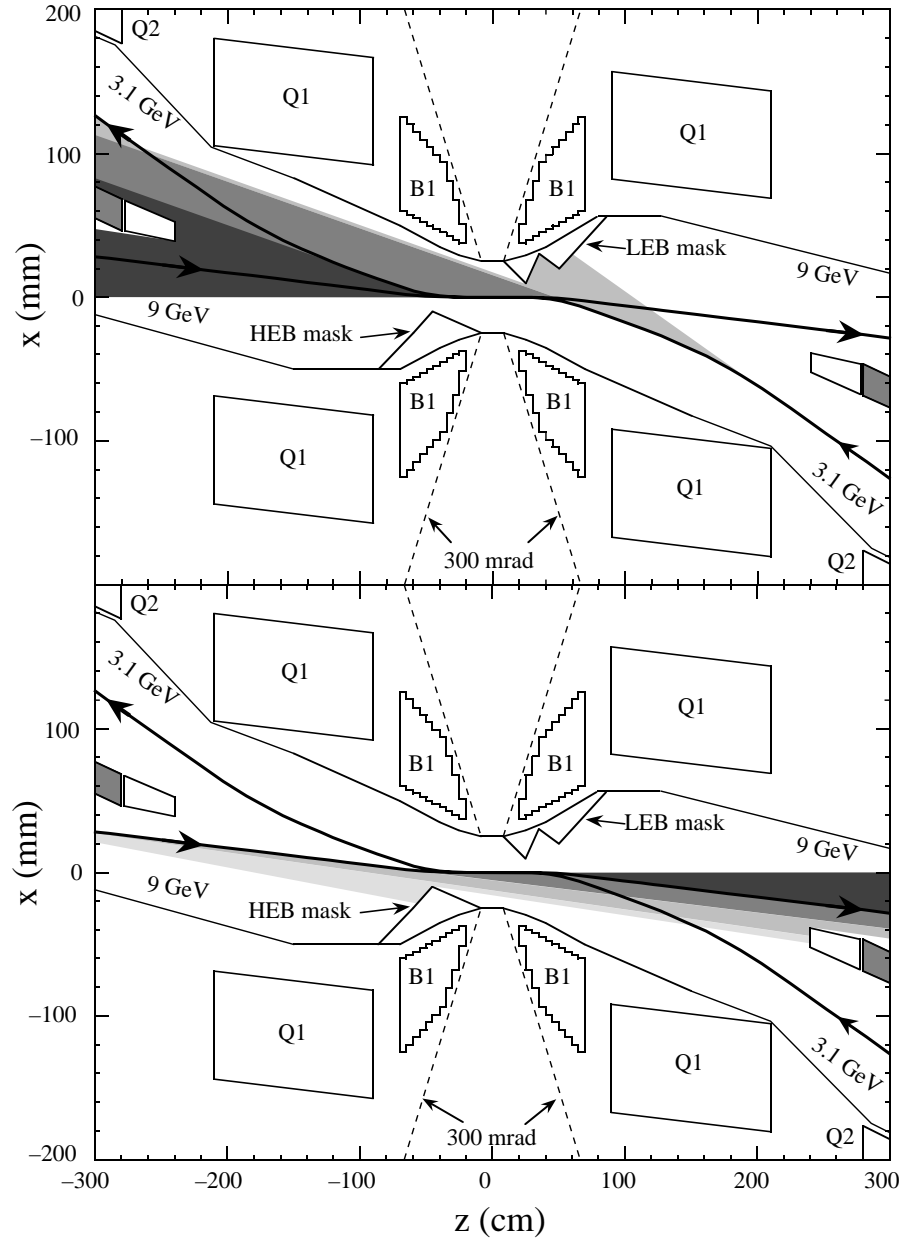 200
Q2
Q1
3.1 GeV
Q1
100
B1
B1
LEB mask
9 GeV
0
9 GeV
HEB mask
x (mm)
B1
B1
–100
Q1
Q1
3.1 GeV
300 mrad
Q2
Q2
Q1
3.1 GeV
Q1
100
B1
B1
LEB mask
9 GeV
0
9 GeV
HEB mask
x (mm)
B1
B1
–100
Q1
Q1
3.1 GeV
300 mrad
Q2
–200
–300 –200 –100 0 100 200 300
z (cm)